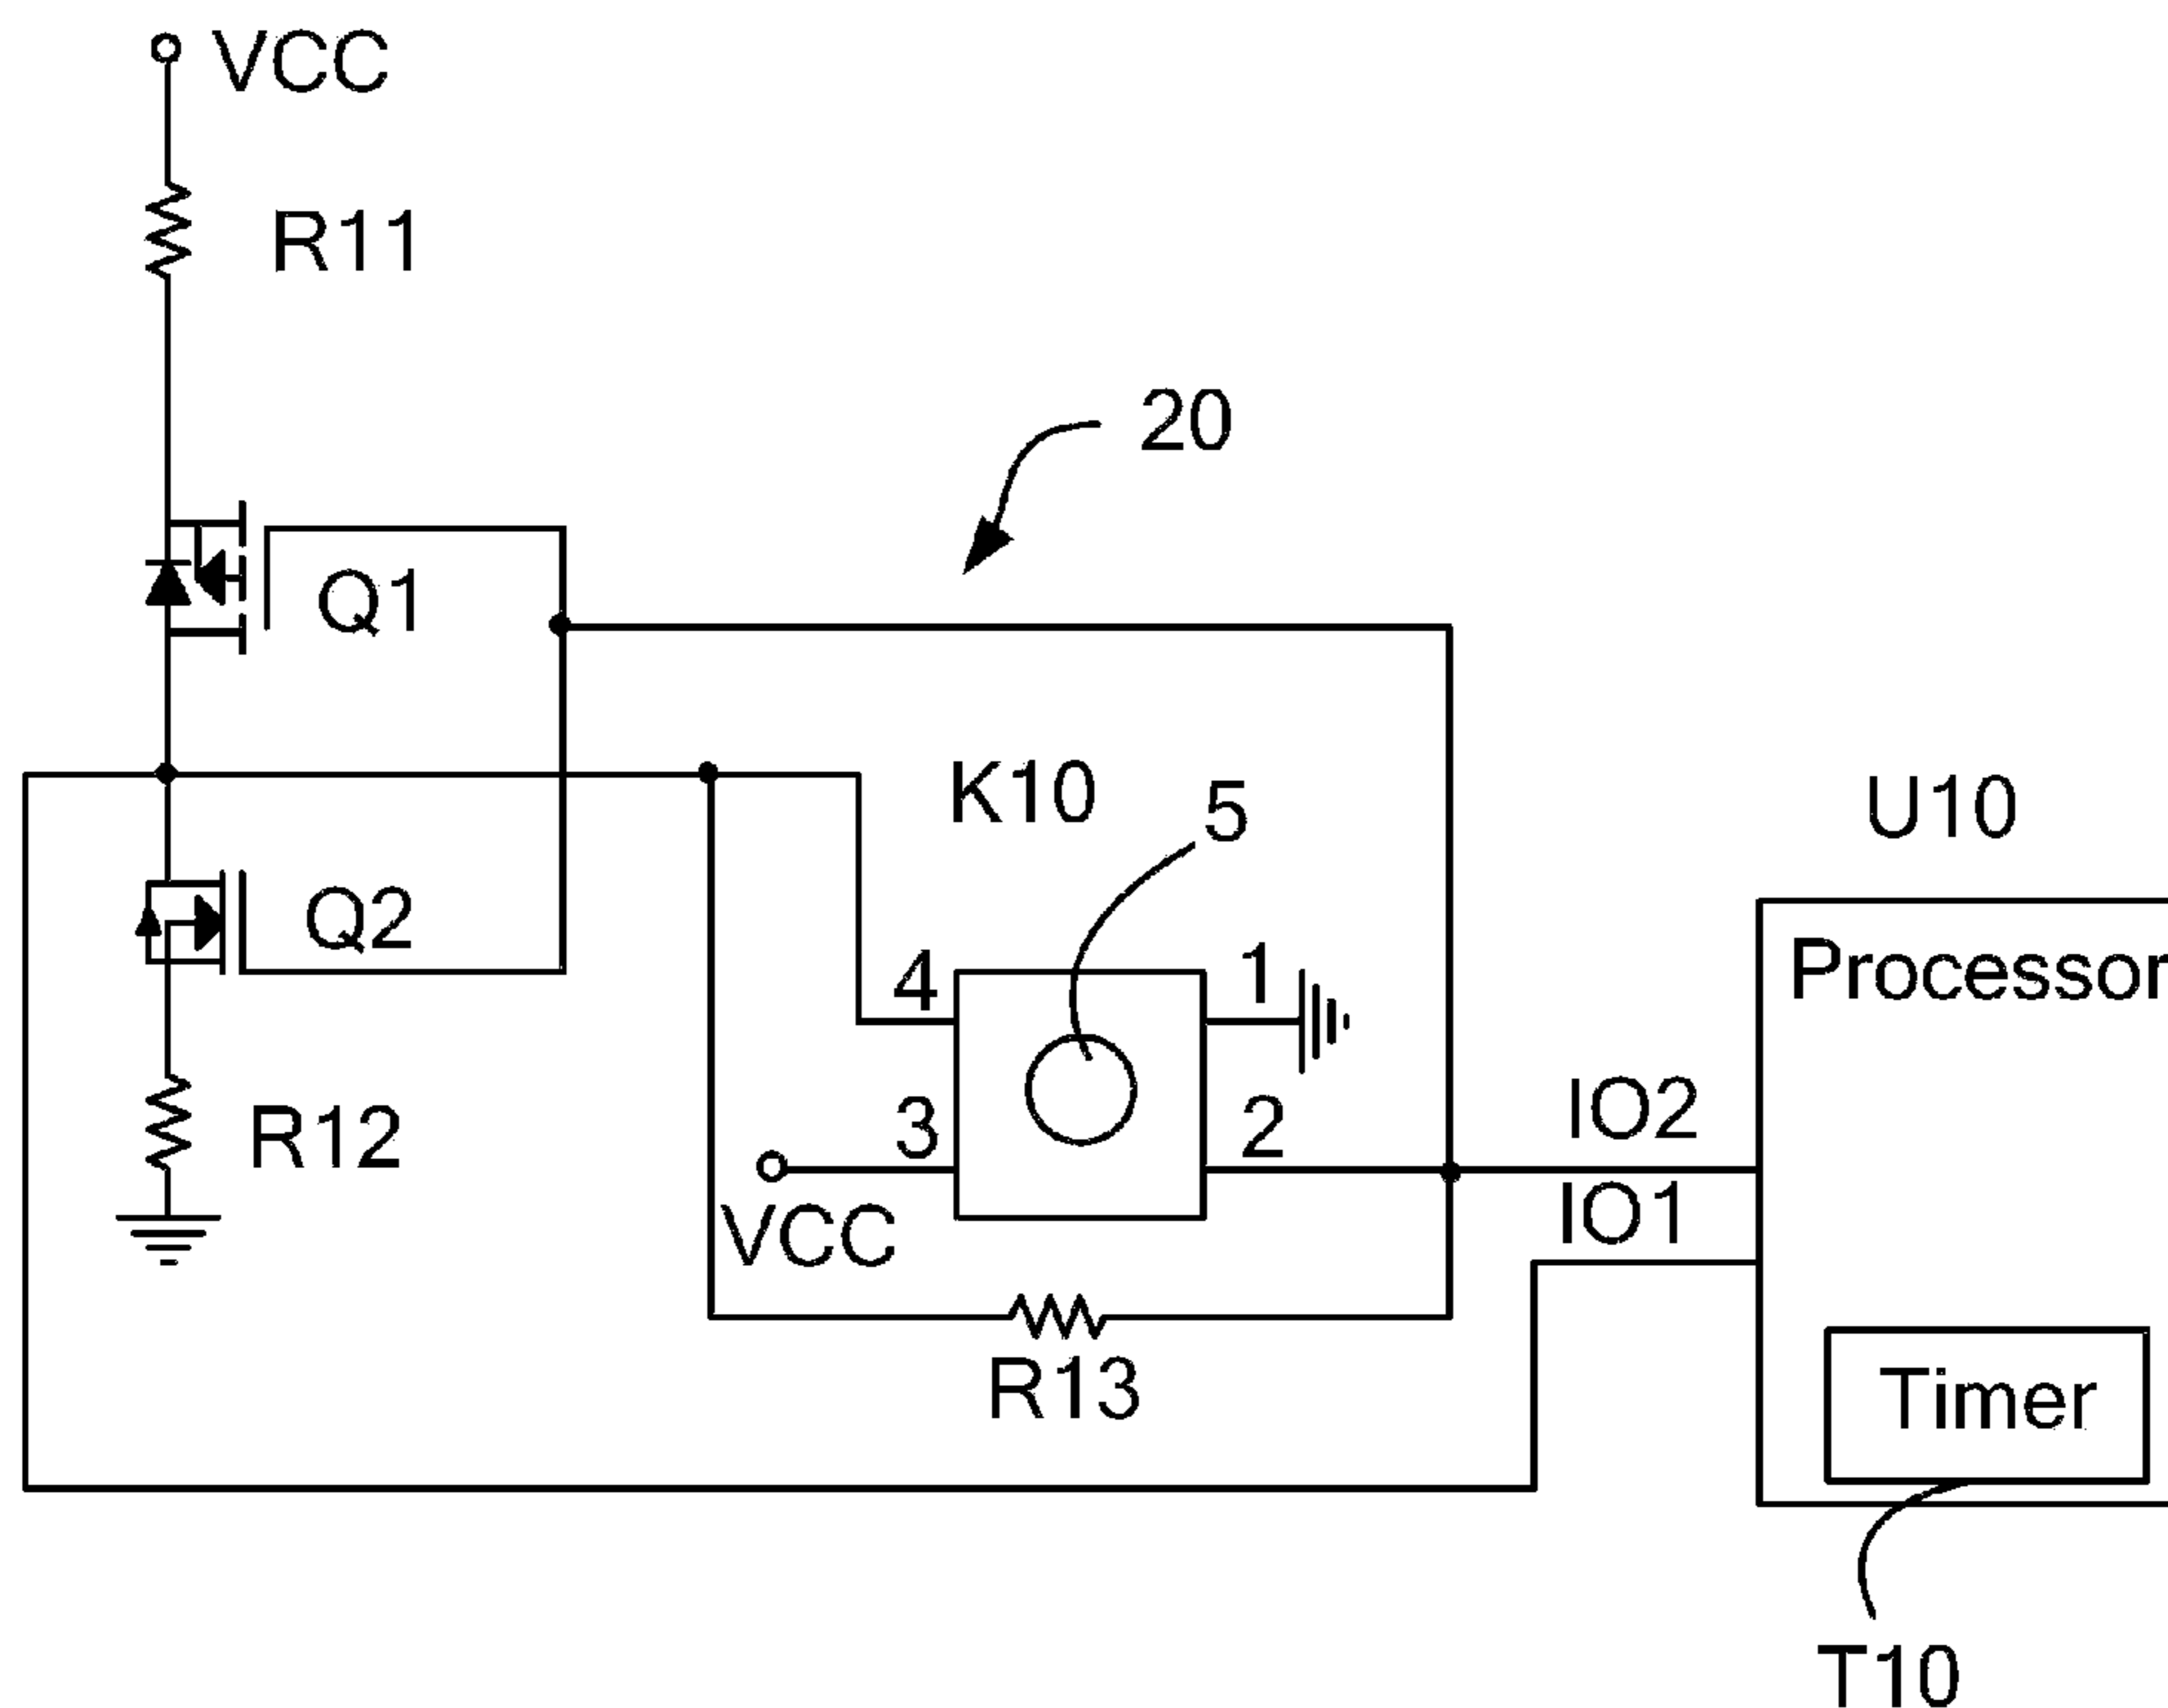 VCC
R11
20
Q1
K10
5
U10
Q2
4
1
Processor
IO2
R12
3
2
VCC
IO1
R13
Timer
T10